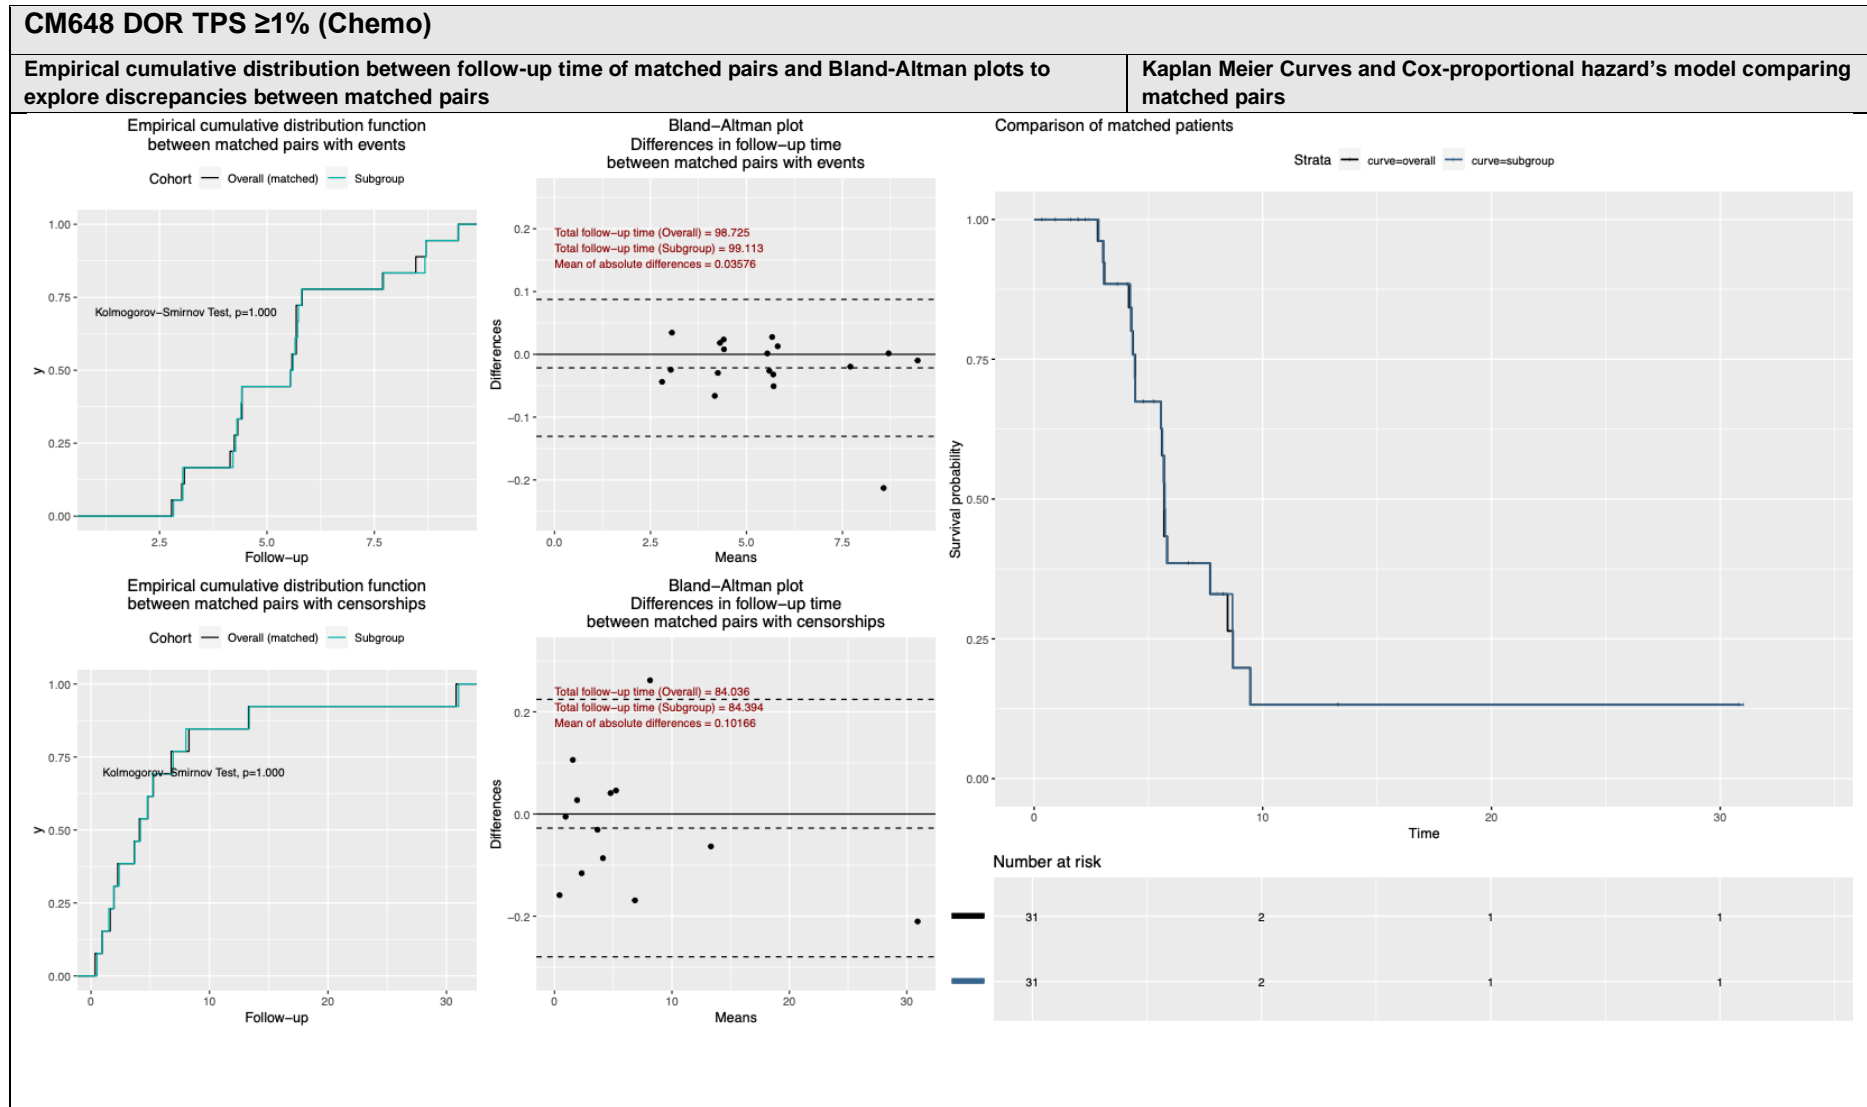 CM648 DOR TPS ≥1% (Chemo)
Empirical cumulative distribution between follow-up time of matched pairs and Bland-Altman plots to
explore discrepancies between matched pairs
Kaplan Meier Curves and Cox-proportional hazard's model comparing
matched pairs
Empirical cumulative distribution function
between matched pairs with events
Cohort Overall (matched) Subgroup
1.00
0.75
Kolmogorov−Smirnov Test, p=1.000
y
0.50
0.25
0.00
2.5 5.0 7.5
Follow−up
Bland−Altman plot
Differences in follow−up time
between matched pairs with events
Total follow−up time (Overall) = 98.725
Total follow−up time (Subgroup) = 99.113
Mean of absolute differences = 0.03576
0.2
0.1
Differences
0.0
−0.1
−0.2
0.0 2.5 5.0 7.5
Means
Empirical cumulative distribution function
between matched pairs with censorships
Cohort Overall (matched) Subgroup
1.00
0.75
Kolmogorov−Smirnov Test, p=1.000
y
0.50
0.25
0.00
0 10 20 30
Follow−up
Bland−Altman plot
Differences in follow−up time
between matched pairs with censorships
Total follow−up time (Overall) = 84.036
Total follow−up time (Subgroup) = 84.394
Mean of absolute differences = 0.10166
0.2
Differences
0.0
−0.2
0 10 20 30
Means
Comparison of matched patients
Strata curve=overall curve=subgroup
1.00
0.75
Survival probability
0.50
0.25
0.00
0 10 20 30
Time
Number at risk
31 2 1 1
31 2 1 1